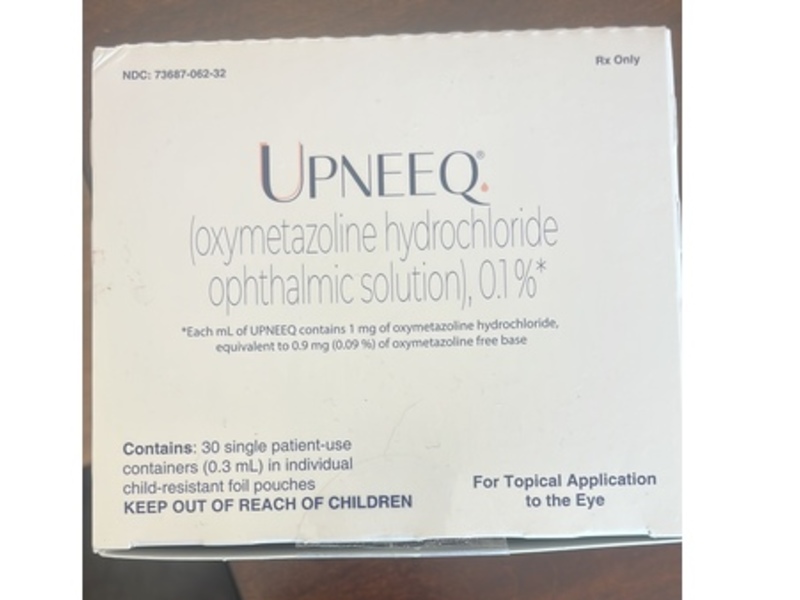 NDC: 73687-062-32
Rx Only
UPNEEQ®
(oxymetazoline hydrochloride
ophthalmic solution), 0.1%*
*Each mL of UPNEEQ contains 1 mg of oxymetazoline hydrochloride,
equivalent to 0.9 mg (0.09 %) of oxymetazoline free base
Contains: 30 single patient-use
containers (0.3 mL) in individual
child-resistant foil pouches
KEEP OUT OF REACH OF CHILDREN
For Topical Application
to the Eye